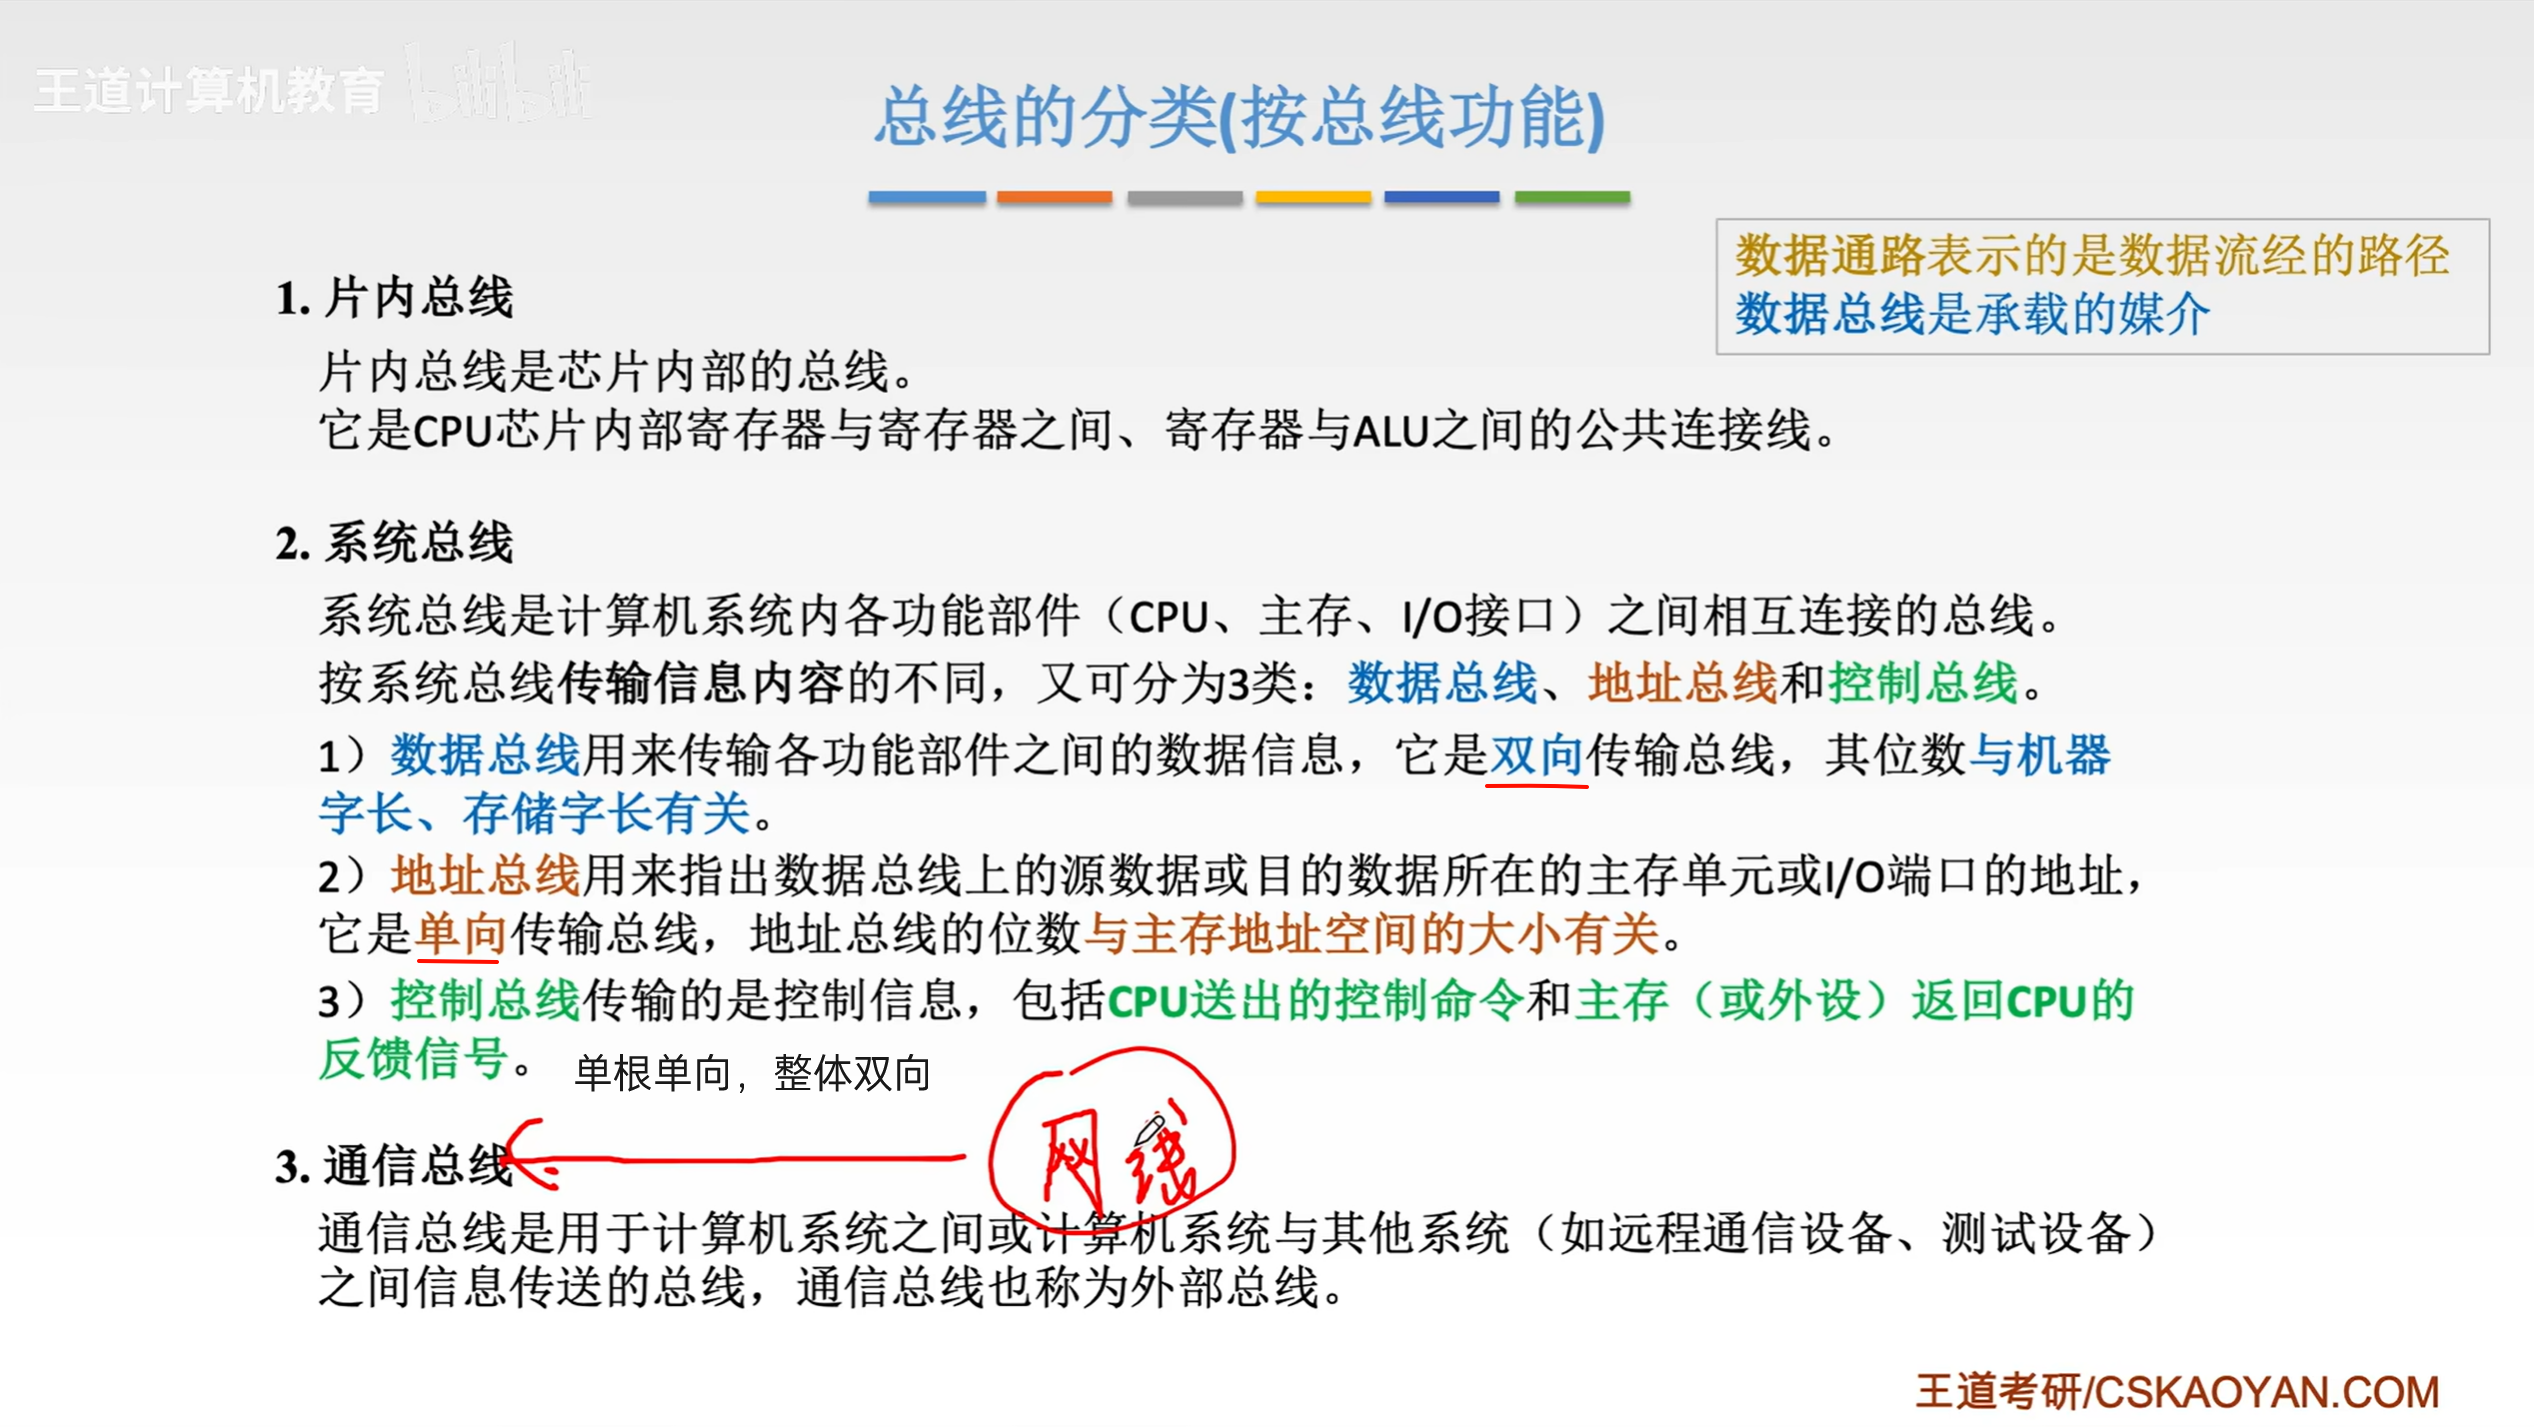 王道计算机教育 bilibili
总线的分类(按总线功能)
数据通路表示的是数据流经的路径
数据总线是承载的媒介
1. 片内总线
片内总线是芯片内部的总线。
它是CPU芯片内部寄存器与寄存器之间、寄存器与ALU之间的公共连接线。
2. 系统总线
系统总线是计算机系统内各功能部件（CPU、主存、I/O接口）之间相互连接的总线。
按系统总线传输信息内容的不同，又可分为3类：数据总线、地址总线和控制总线。
1）数据总线用来传输各功能部件之间的数据信息，它是双向传输总线，其位数与机器
字长、存储字长有关。
2）地址总线用来指出数据总线上的源数据或目的数据所在的主存单元或I/O端口的地址，
它是单向传输总线，地址总线的位数与主存地址空间的大小有关。
3）控制总线传输的是控制信息，包括CPU送出的控制命令和主存（或外设）返回CPU的
反馈信号。 单根单向，整体双向
网线
3. 通信总线
通信总线是用于计算机系统之间或计算机系统与其他系统（如远程通信设备、测试设备）
之间信息传送的总线，通信总线也称为外部总线。
王道考研/CSKAOYAN.COM